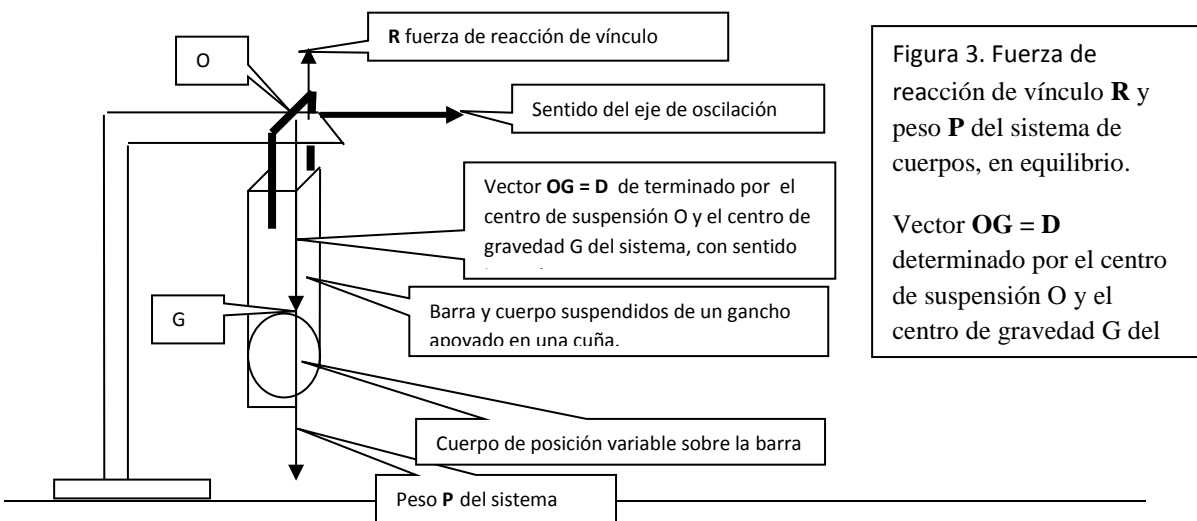 R fuerza de reacción de vínculo
O
Sentido del eje de oscilación
Vector OG = D de terminado por el
centro de suspensión O y el centro de
gravedad G del sistema, con sentido
G
Barra y cuerpo suspendidos de un gancho
apoyado en una cuña.
Cuerpo de posición variable sobre la barra
Peso P del sistema
Figura 3. Fuerza de
reacción de vínculo R y
peso P del sistema de
cuerpos, en equilibrio.
Vector OG = D
determinado por el centro
de suspensión O y el
centro de gravedad G del